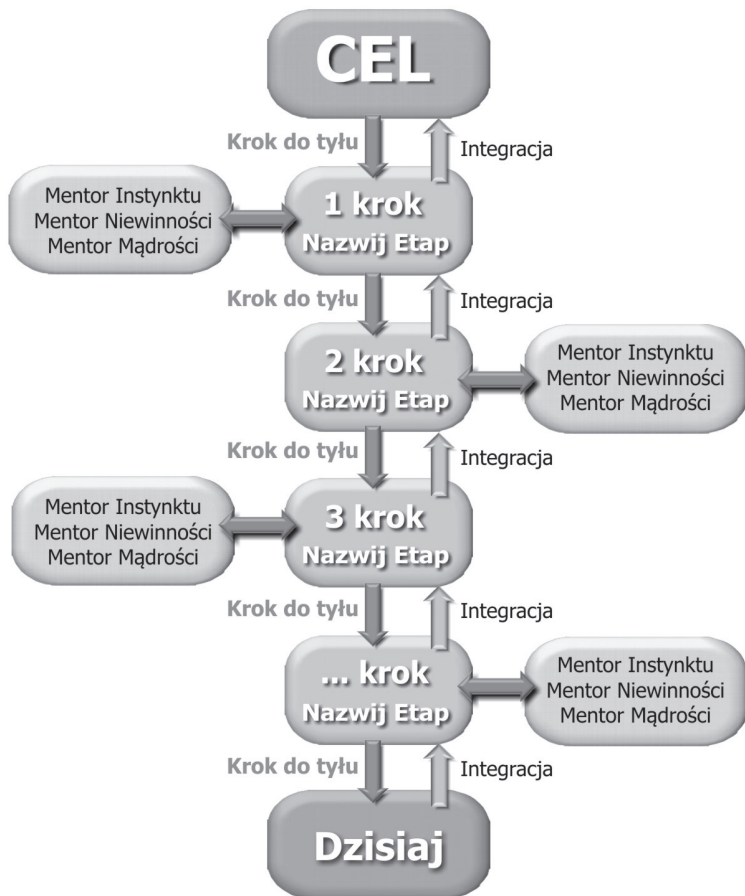 CEL
Krok do tyłu
Integracja
Mentor Instynktu
Mentor Niewinności
Mentor Mądrości
1 krok
Nazwij Etap
Krok do tyłu
Integracja
2 krok
Nazwij Etap
Mentor Instynktu
Mentor Niewinności
Mentor Mądrości
Krok do tyłu
Integracja
Mentor Instynktu
Mentor Niewinności
Mentor Mądrości
3 krok
Nazwij Etap
Krok do tyłu
Integracja
... krok
Nazwij Etap
Mentor Instynktu
Mentor Niewinności
Mentor Mądrości
Krok do tyłu
Integracja
Dzisiaj